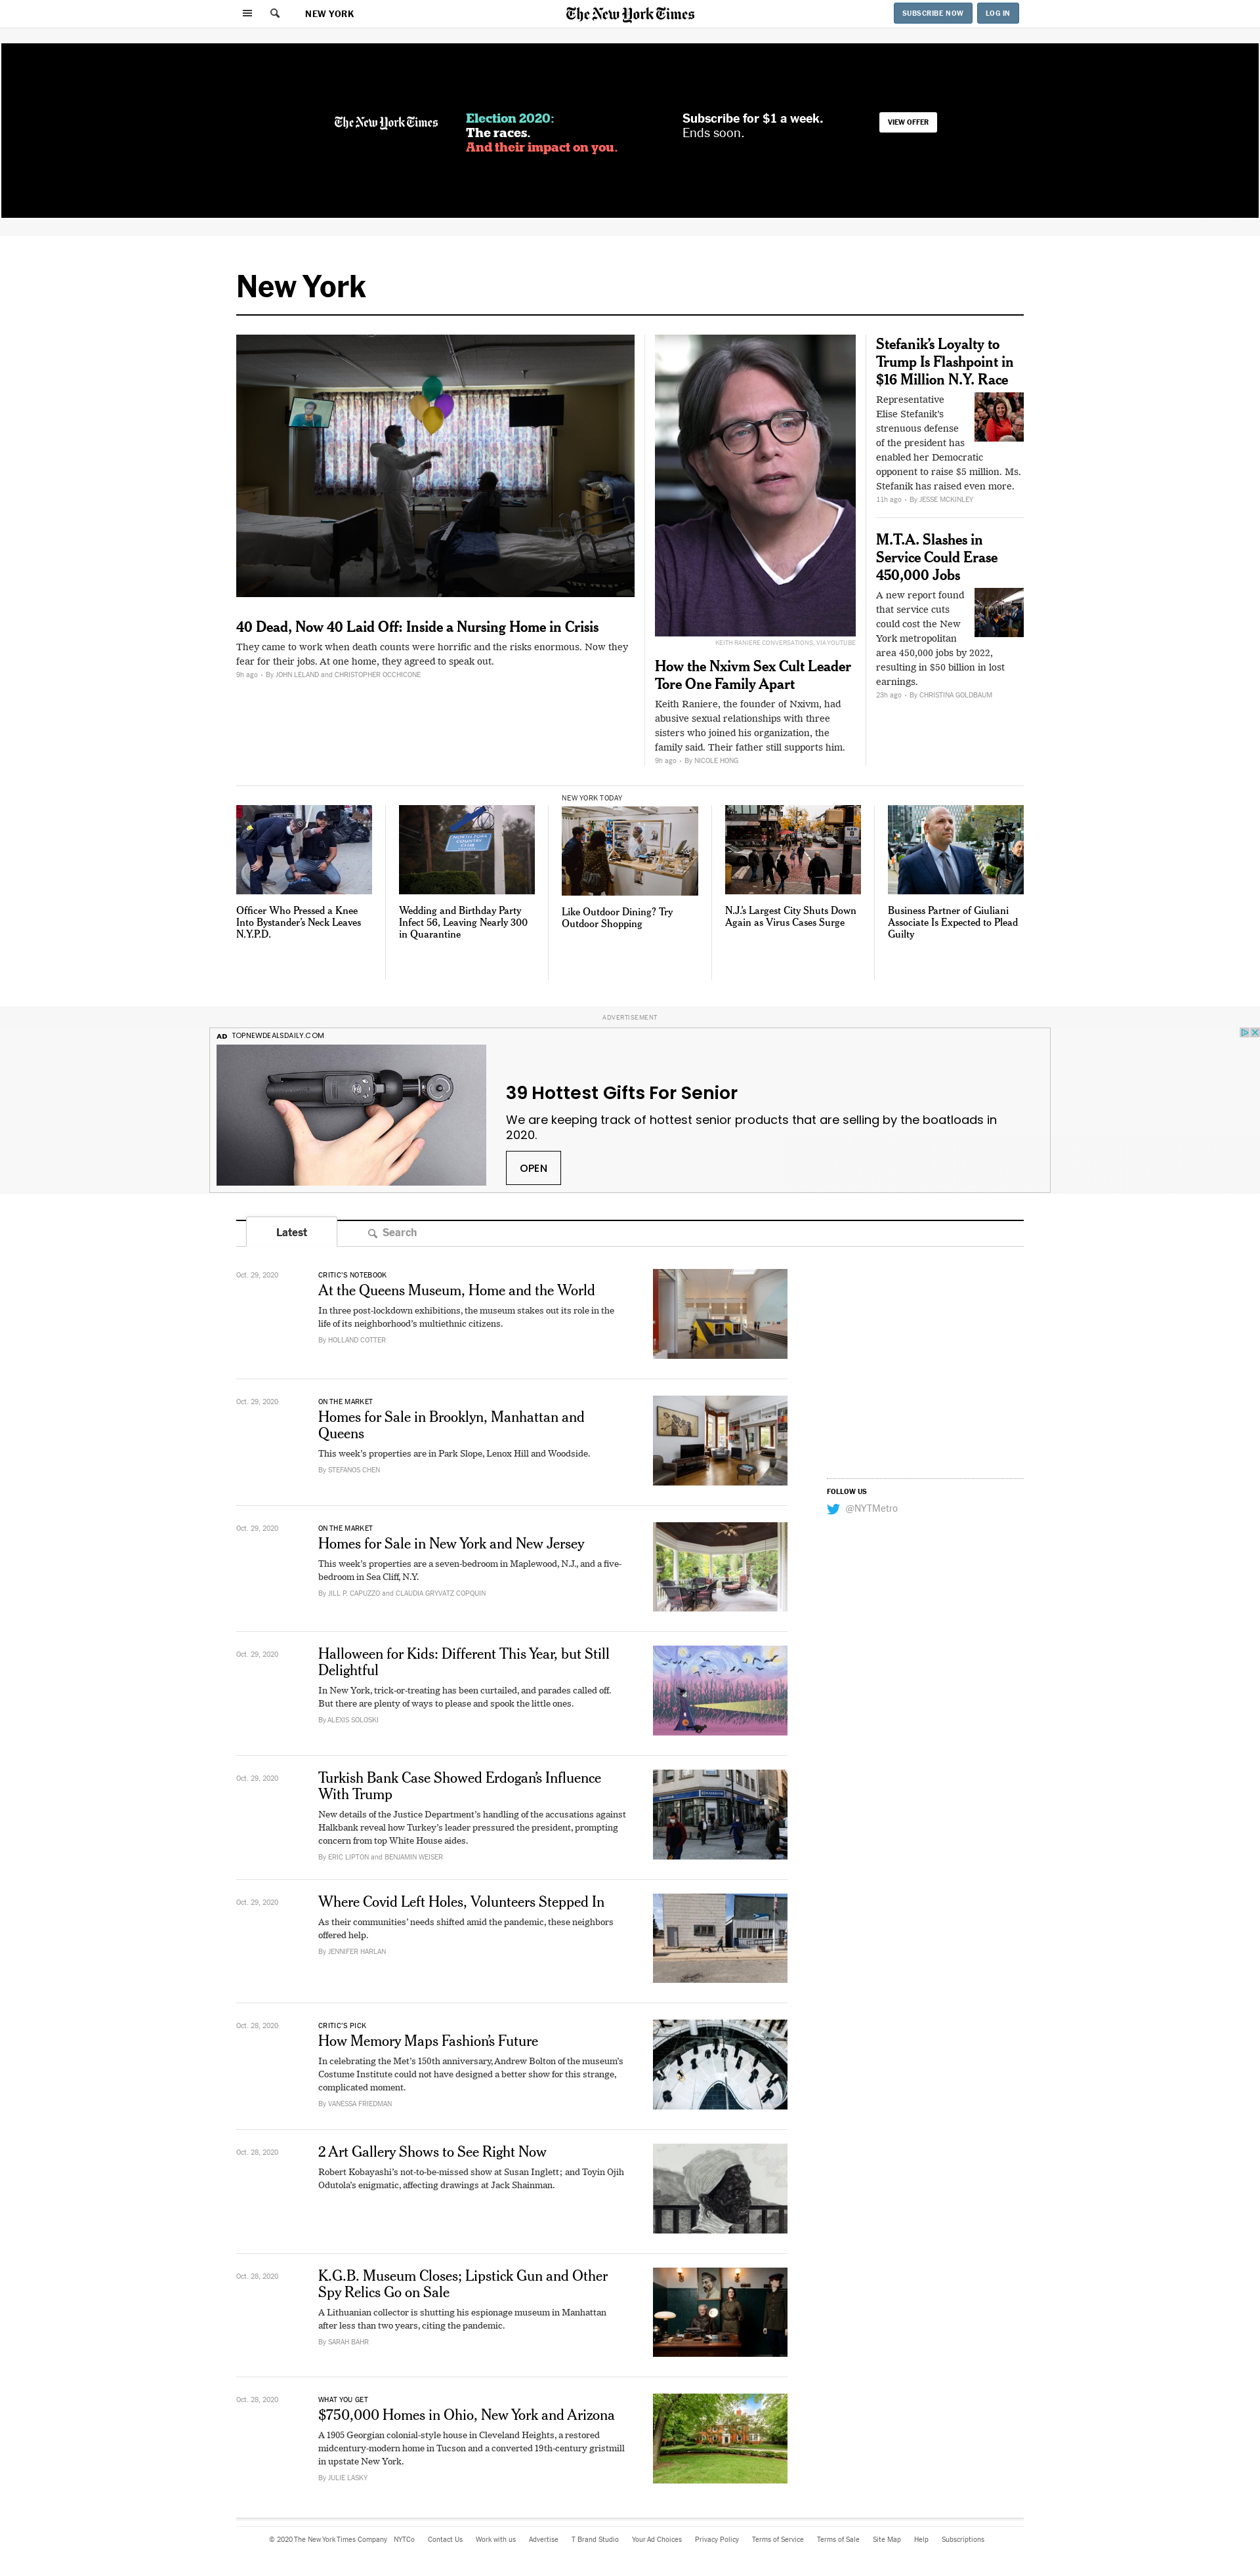 NEW YORK
The New York Times
SUBSCRIBE NOW
LOG IN
The New York Times
Election 2020:
The races.
And their impact on you.
Subscribe for $1 a week.
Ends soon.
VIEW OFFER
New York
40 Dead, Now 40 Laid Off: Inside a Nursing Home in Crisis
They came to work when death counts were horrific and the risks enormous. Now they
fear for their jobs. At one home, they agreed to speak out.
9h ago • By JOHN LELAND and CHRISTOPHER OCCHICONE
KEITH RANIERE CONVERSATIONS, VIA YOUTUBE
How the Nxivm Sex Cult Leader
Tore One Family Apart
Keith Raniere, the founder of Nxivm, had
abusive sexual relationships with three
sisters who joined his organization, the
family said. Their father still supports him.
9h ago • By NICOLE HONG
Stefanik’s Loyalty to
Trump Is Flashpoint in
$16 Million N.Y. Race
Representative
Elise Stefanik’s
strenuous defense
of the president has
enabled her Democratic
opponent to raise $5 million. Ms.
Stefanik has raised even more.
11h ago • By JESSE MCKINLEY
M.T.A. Slashes in
Service Could Erase
450,000 Jobs
A new report found
that service cuts
could cost the New
York metropolitan
area 450,000 jobs by 2022,
resulting in $50 billion in lost
earnings.
23h ago • By CHRISTINA GOLDBAUM
Officer Who Pressed a Knee
Into Bystander’s Neck Leaves
N.Y.P.D.
NORTH FORK
COUNTRY
CLUB
Wedding and Birthday Party
Infect 56, Leaving Nearly 300
in Quarantine
NEW YORK TODAY
Like Outdoor Dining? Try
Outdoor Shopping
N.J.’s Largest City Shuts Down
Again as Virus Cases Surge
Business Partner of Giuliani
Associate Is Expected to Plead
Guilty
ADVERTISEMENT
AD TOPNEWDEALSDAILY.COM
39 Hottest Gifts For Senior
We are keeping track of hottest senior products that are selling by the boatloads in
2020.
OPEN
Latest
Search
Oct. 29, 2020
CRITIC’S NOTEBOOK
At the Queens Museum, Home and the World
In three post-lockdown exhibitions, the museum stakes out its role in the
life of its neighborhood’s multiethnic citizens.
By HOLLAND COTTER
Oct. 29, 2020
ON THE MARKET
Homes for Sale in Brooklyn, Manhattan and
Queens
This week’s properties are in Park Slope, Lenox Hill and Woodside.
By STEFANOS CHEN
FOLLOW US
@NYTMetro
Oct. 29, 2020
ON THE MARKET
Homes for Sale in New York and New Jersey
This week’s properties are a seven-bedroom in Maplewood, N.J., and a five-
bedroom in Sea Cliff, N.Y.
By JILL P. CAPUZZO and CLAUDIA GRYVATZ COPQUIN
Oct. 29, 2020
Halloween for Kids: Different This Year, but Still
Delightful
In New York, trick-or-treating has been curtailed, and parades called off.
But there are plenty of ways to please and spook the little ones.
By ALEXIS SOLOSKI
Oct. 29, 2020
Turkish Bank Case Showed Erdogan’s Influence
With Trump
New details of the Justice Department’s handling of the accusations against
Halkbank reveal how Turkey’s leader pressured the president, prompting
concern from top White House aides.
By ERIC LIPTON and BENJAMIN WEISER
Oct. 29, 2020
Where Covid Left Holes, Volunteers Stepped In
As their communities’ needs shifted amid the pandemic, these neighbors
offered help.
By JENNIFER HARLAN
Oct. 28, 2020
CRITIC’S PICK
How Memory Maps Fashion’s Future
In celebrating the Met’s 150th anniversary, Andrew Bolton of the museum’s
Costume Institute could not have designed a better show for this strange,
complicated moment.
By VANESSA FRIEDMAN
Oct. 28, 2020
2 Art Gallery Shows to See Right Now
Robert Kobayashi’s not-to-be-missed show at Susan Inglett; and Toyin Ojih
Odutola’s enigmatic, affecting drawings at Jack Shainman.
Oct. 28, 2020
K.G.B. Museum Closes; Lipstick Gun and Other
Spy Relics Go on Sale
A Lithuanian collector is shutting his espionage museum in Manhattan
after less than two years, citing the pandemic.
By SARAH BAHR
Oct. 28, 2020
WHAT YOU GET
$750,000 Homes in Ohio, New York and Arizona
A 1905 Georgian colonial-style house in Cleveland Heights, a restored
midcentury-modern home in Tucson and a converted 19th-century gristmill
in upstate New York.
By JULIE LASKY
© 2020 The New York Times Company NYTCo Contact Us Work with us Advertise T Brand Studio Your Ad Choices Privacy Policy Terms of Service Terms of Sale Site Map Help Subscriptions